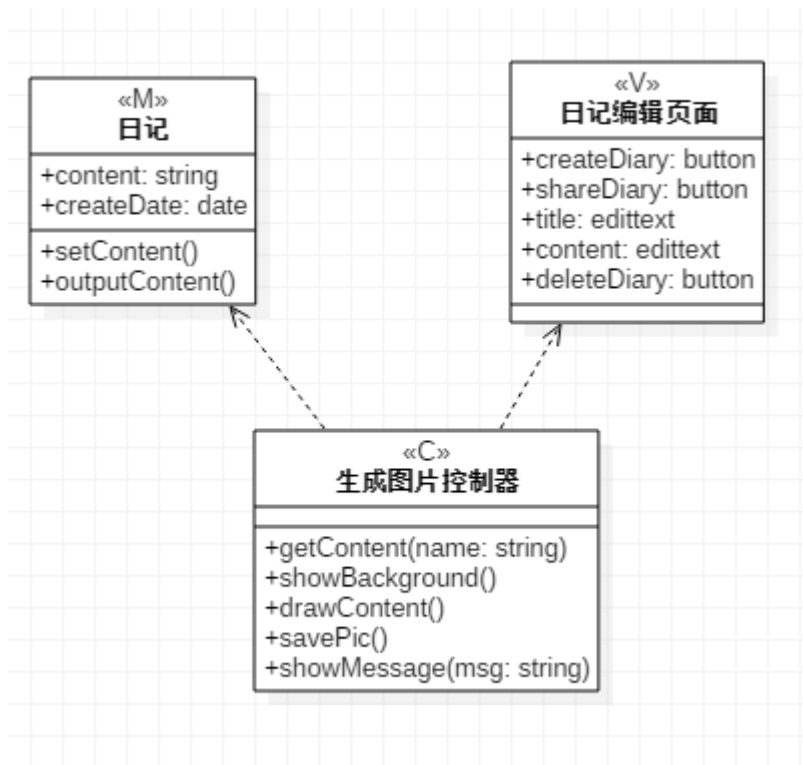 «M»
日记
+content: string
+createDate: date
+setContent()
+outputContent()
«V»
日记编辑页面
+createDiary: button
+shareDiary: button
+title: edittext
+content: edittext
+deleteDiary: button
«C»
生成图片控制器
+getContent(name: string)
+showBackground()
+drawContent()
+savePic()
+showMessage(msg: string)